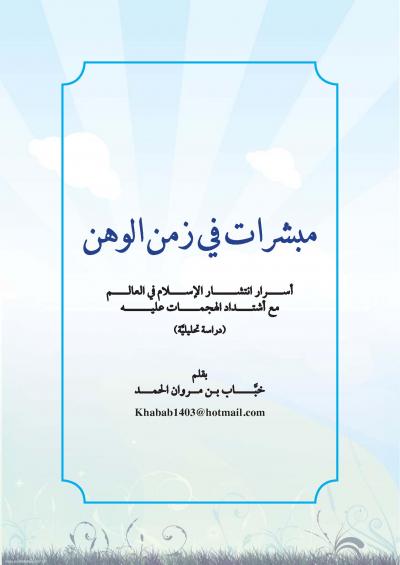 مبشرات في زمن الوهن
أسرار انتشار الإسلام في العالم
مع أشتداد الهجمات عليه
(دراسة تحليليَّة)
بقلم
خبَّاب بن مروان الحمد
Khabab1403@hotmail.com